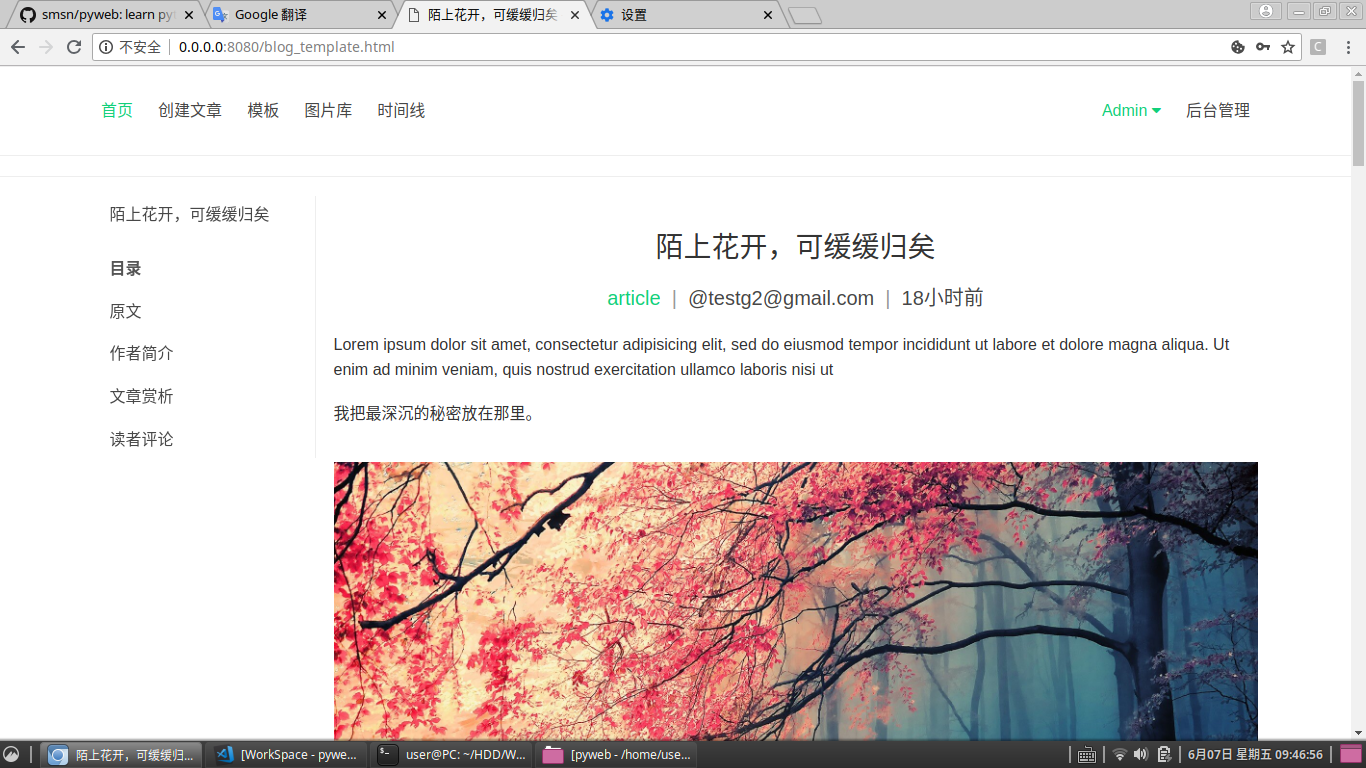 smsn/pyweb: learn pyt
Google 翻译
陌上花开，可缓缓归矣
设置
不安全
0.0.0.0:8080/blog_template.html
C
首页 创建文章 模板 图片库 时间线
Admin 后台管理
陌上花开，可缓缓归矣
目录
原文
作者简介
文章赏析
读者评论
陌上花开，可缓缓归矣
article | @testg2@gmail.com | 18小时前
Lorem ipsum dolor sit amet, consectetur adipisicing elit, sed do eiusmod tempor incididunt ut labore et dolore magna aliqua. Ut
enim ad minim veniam, quis nostrud exercitation ullamco laboris nisi ut
我把最深沉的秘密放在那里。
陌上花开，可缓缓归...
[WorkSpace - pywe...
user@PC: ~/HDD/W...
[pyweb - /home/use...
6月07日 星期五 09:46:56